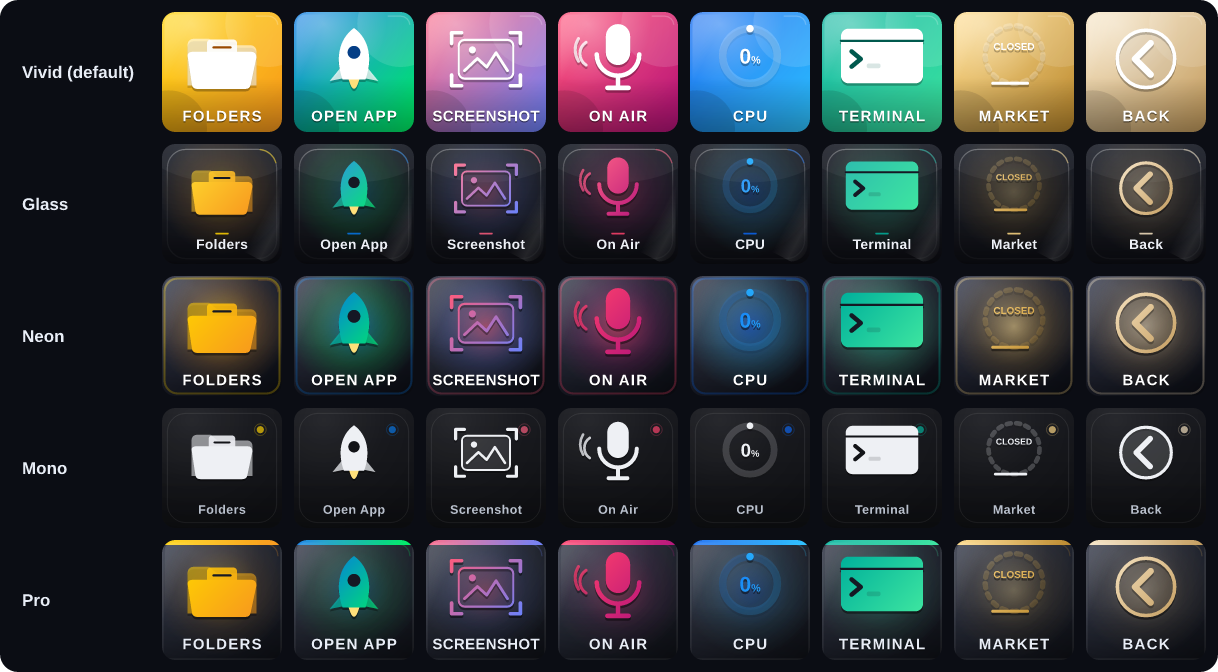 Vivid (default)
FOLDERS OPEN APP SCREENSHOT ON AIR 0% CPU TERMINAL CLOSED MARKET BACK
Glass
Folders Open App Screenshot On Air 0% CPU Terminal CLOSED Market Back
Neon
FOLDERS OPEN APP SCREENSHOT ON AIR 0% CPU TERMINAL CLOSED MARKET BACK
Mono
Folders Open App Screenshot On Air 0% CPU Terminal CLOSED Market Back
Pro
FOLDERS OPEN APP SCREENSHOT ON AIR 0% CPU TERMINAL CLOSED MARKET BACK